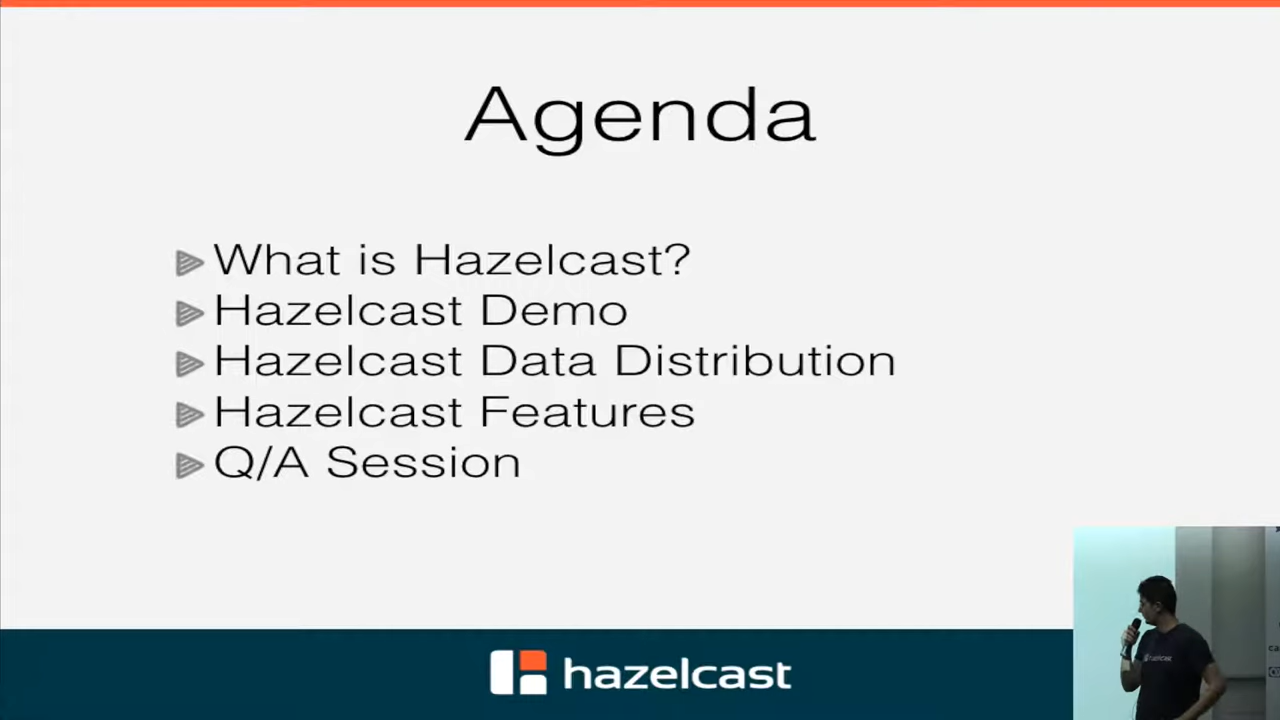 Agenda
What is Hazelcast?
Hazelcast Demo
Hazelcast Data Distribution
Hazelcast Features
Q/A Session
hazelcast